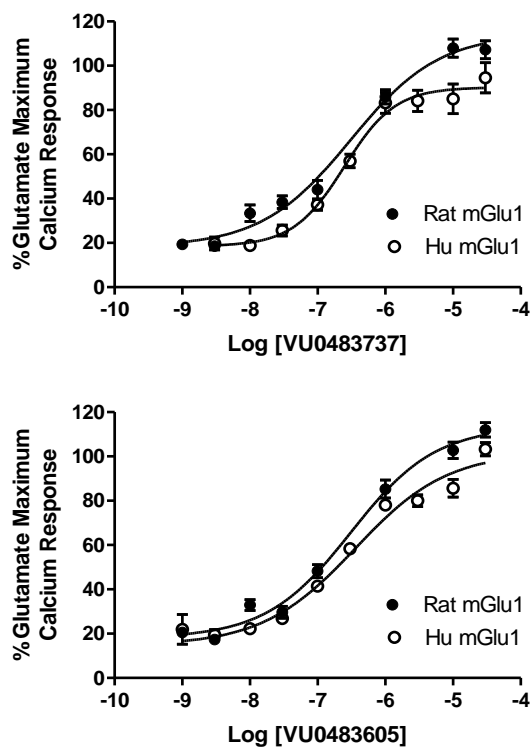 %Glutamate Maximum
Calcium Response
120
100
80
60
40
20
0
Rat mGlu1
Hu mGlu1
-10
-9
-8
-7
-6
-5
-4
Log [VU0483737]
%Glutamate Maximum
Calcium Response
120
100
80
60
40
20
0
Rat mGlu1
Hu mGlu1
-10
-9
-8
-7
-6
-5
-4
Log [VU0483605]